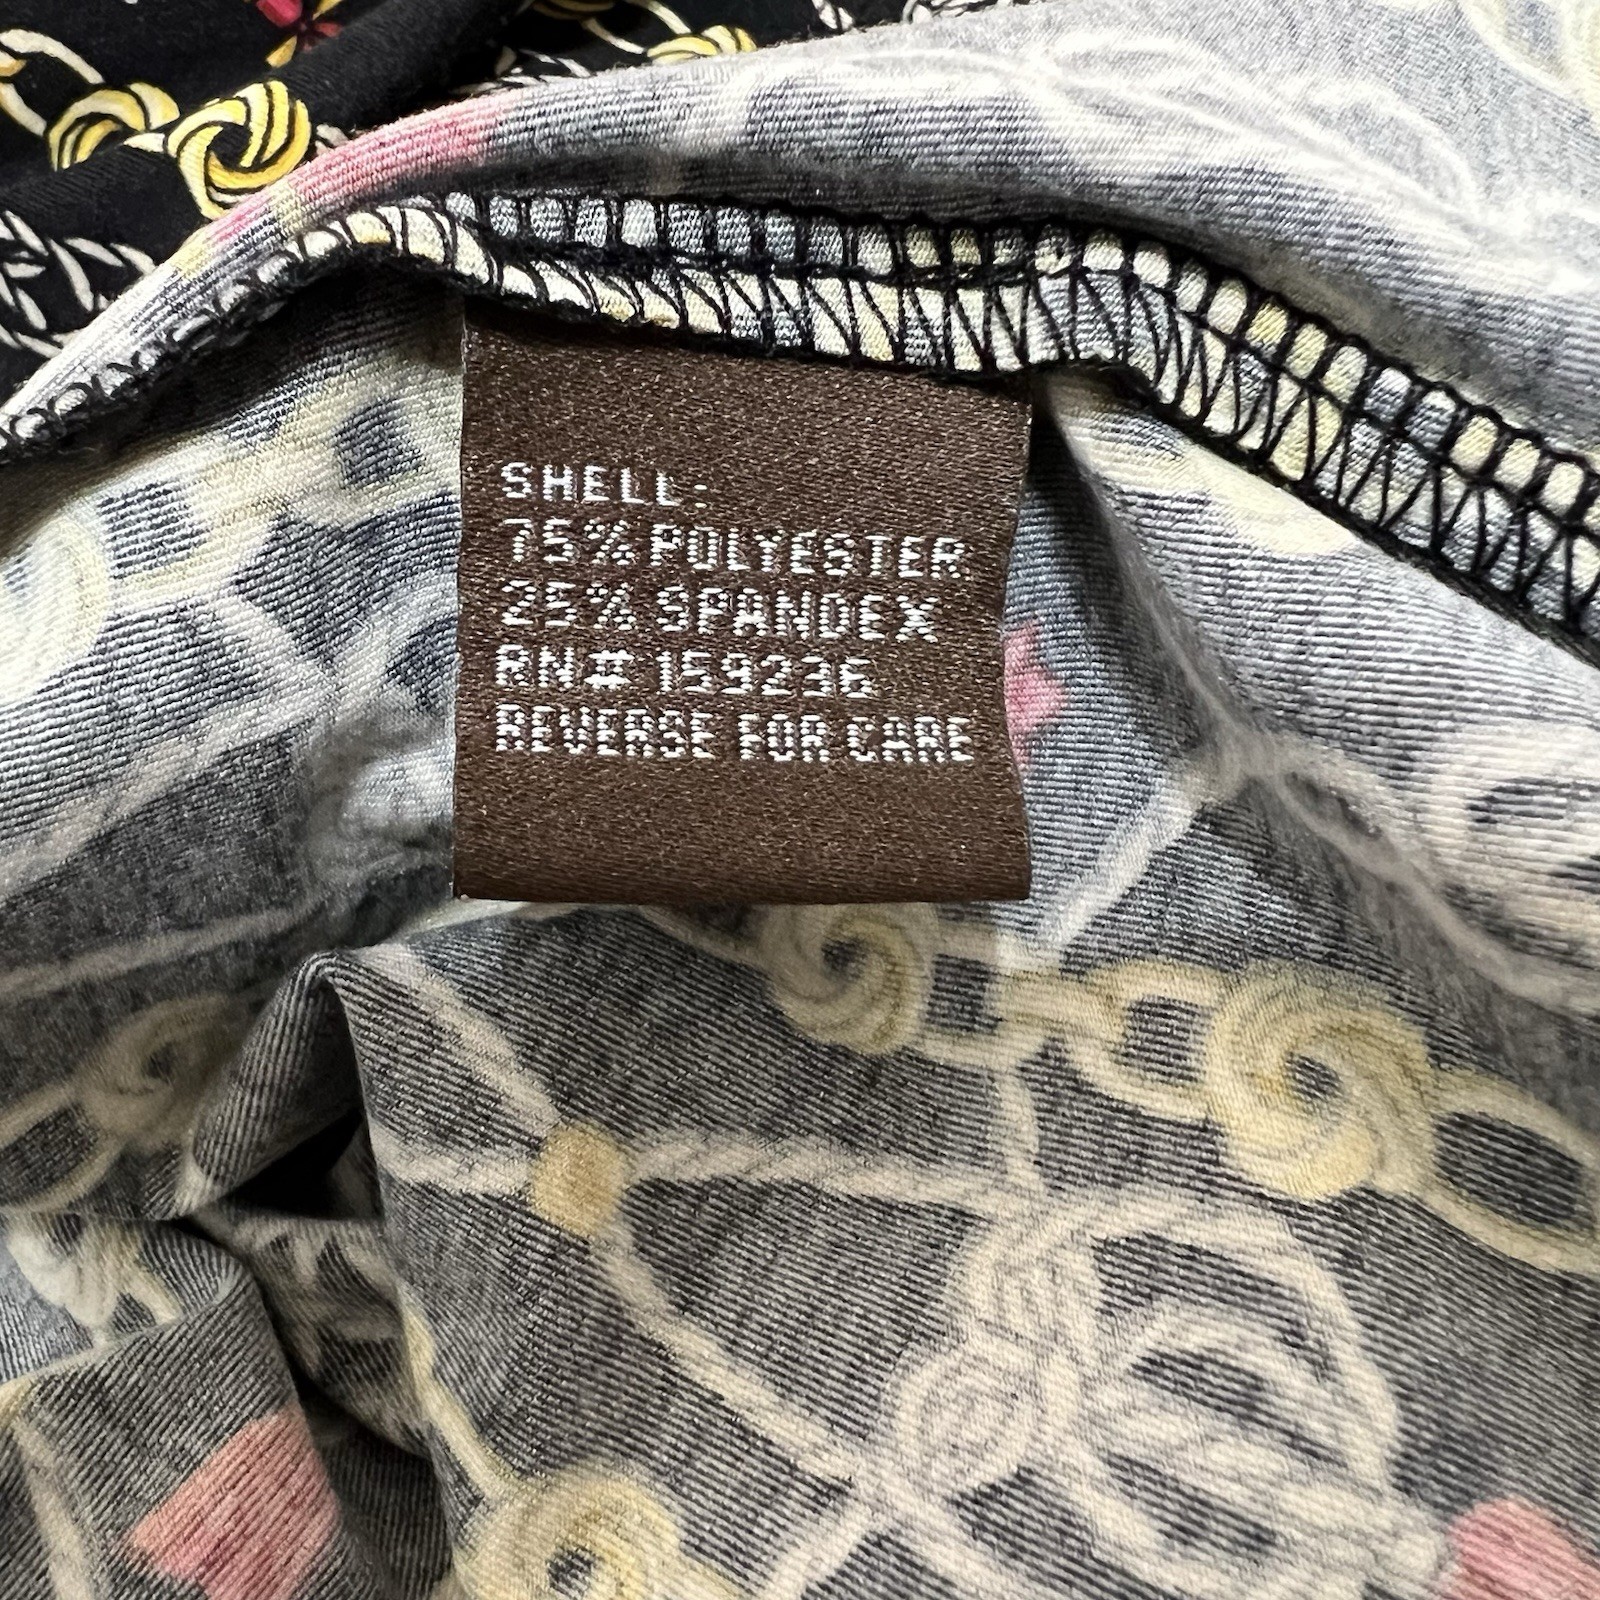 SHELL:
75% POLYESTER
25% SPANDEX
RN# 159236
REVERSE FOR CARE